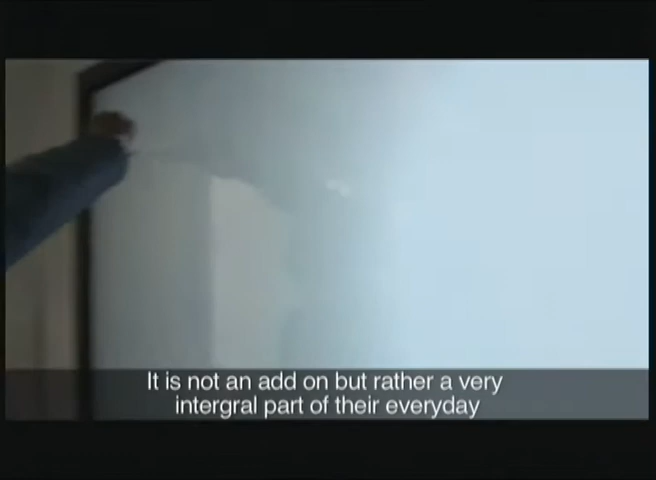 It is not an add on but rather a very
intergral part of their everyday